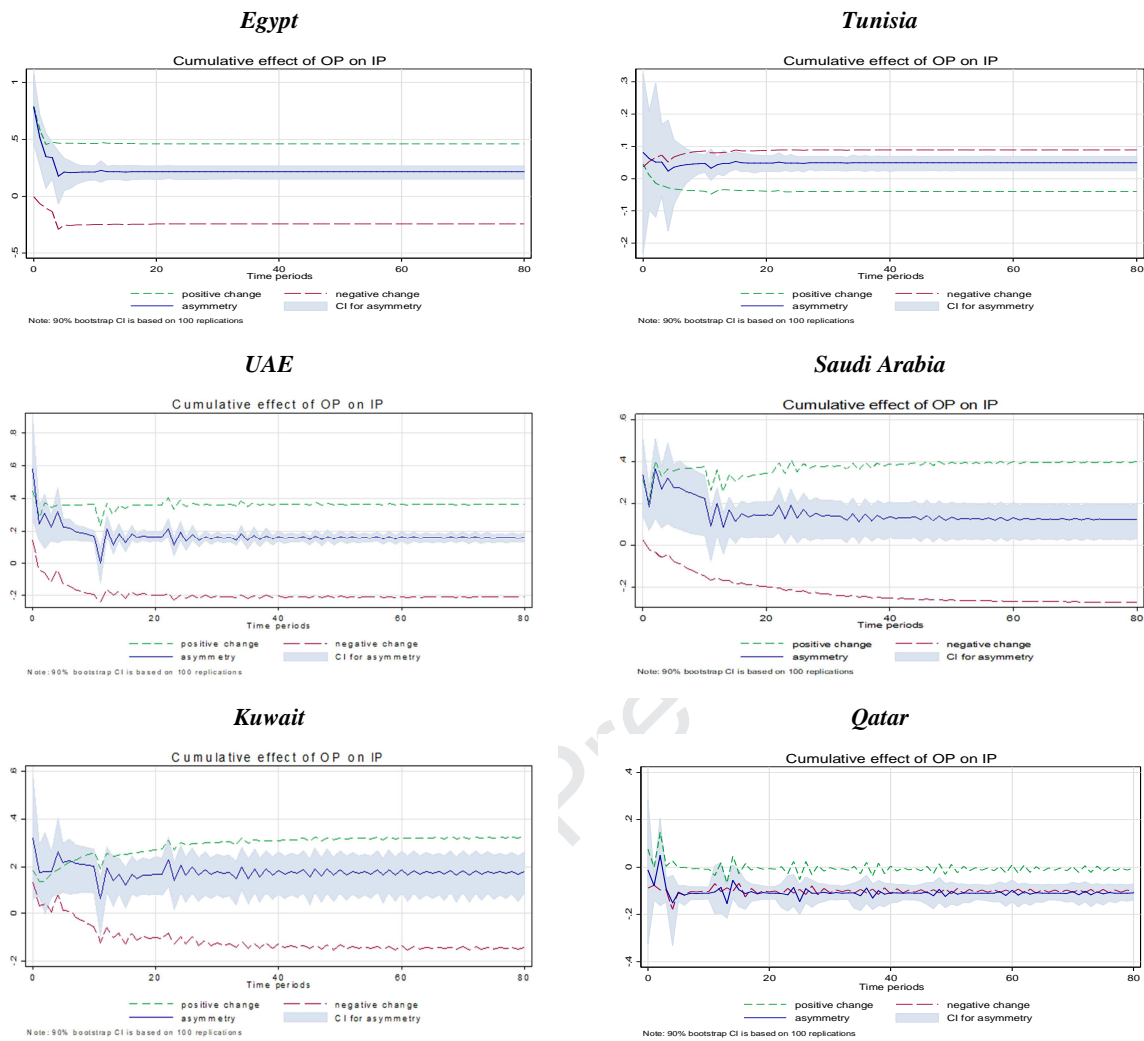 Egypt
Cumulative effect of OP on IP
1
.5
0
-.5
0 20 40 60 80
Time periods
positive change negative change
asymmetry CI for asymmetry
Note: 90% bootstrap CI is based on 100 replications
Tunisia
Cumulative effect of OP on IP
.3
.2
.1
0
-.1
-.2
0 20 40 60 80
Time periods
positive change negative change
asymmetry CI for asymmetry
Note: 90% bootstrap CI is based on 100 replications
UAE
Cumulative effect of OP on IP
.8
.6
.4
.2
0
-.2
0 20 40 60 80
Time periods
positive change negative change
asymmetry CI for asymmetry
Note: 90% bootstrap CI is based on 100 replications
Saudi Arabia
Cumulative effect of OP on IP
.6
.4
.2
0
-.2
0 20 40 60 80
Time periods
positive change negative change
asymmetry CI for asymmetry
Note: 90% bootstrap CI is based on 100 replications
Kuwait
Cumulative effect of OP on IP
.6
.4
.2
0
-.2
0 20 40 60 80
Time periods
positive change negative change
asymmetry CI for asymmetry
Note: 90% bootstrap CI is based on 100 replications
Qatar
Cumulative effect of OP on IP
.4
.2
0
-.2
-.4
0 20 40 60 80
Time periods
positive change negative change
asymmetry CI for asymmetry
Note: 90% bootstrap CI is based on 100 replications